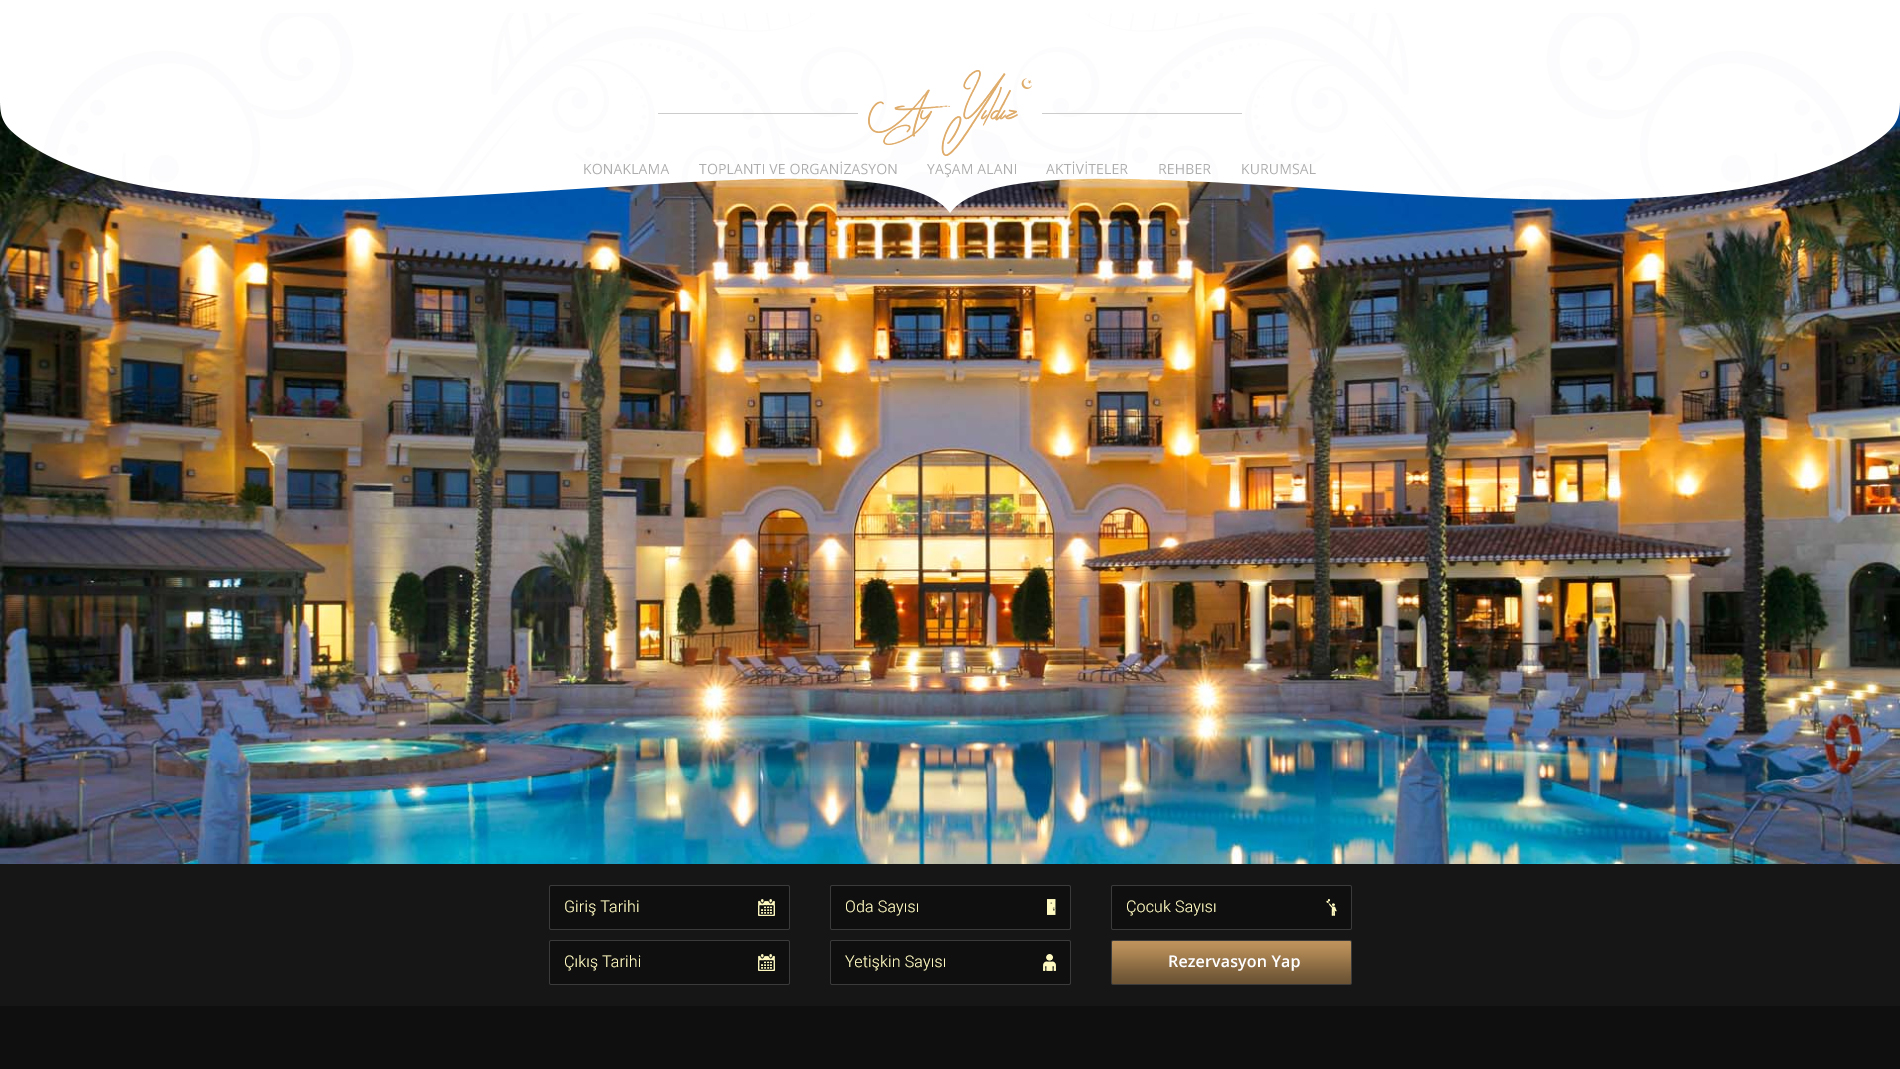 Ay Yıldız
KONAKLAMA TOPLANTI VE ORGANİZASYON YAŞAM ALANI AKTİVİTELER REHBER KURUMSAL
Giriş Tarihi Oda Sayısı Çocuk Sayısı
Çıkış Tarihi Yetişkin Sayısı Rezervasyon Yap